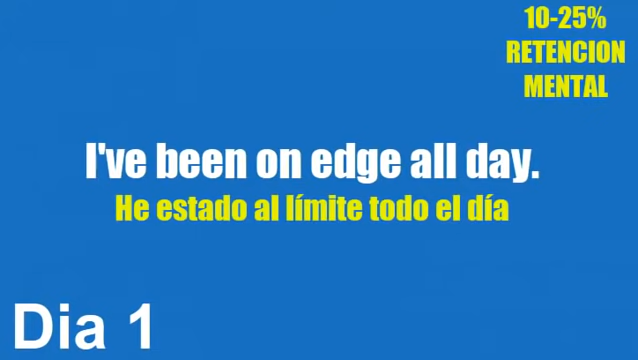 10-25%
RETENCION
MENTAL
I've been on edge all day.
He estado al límite todo el día
Dia 1